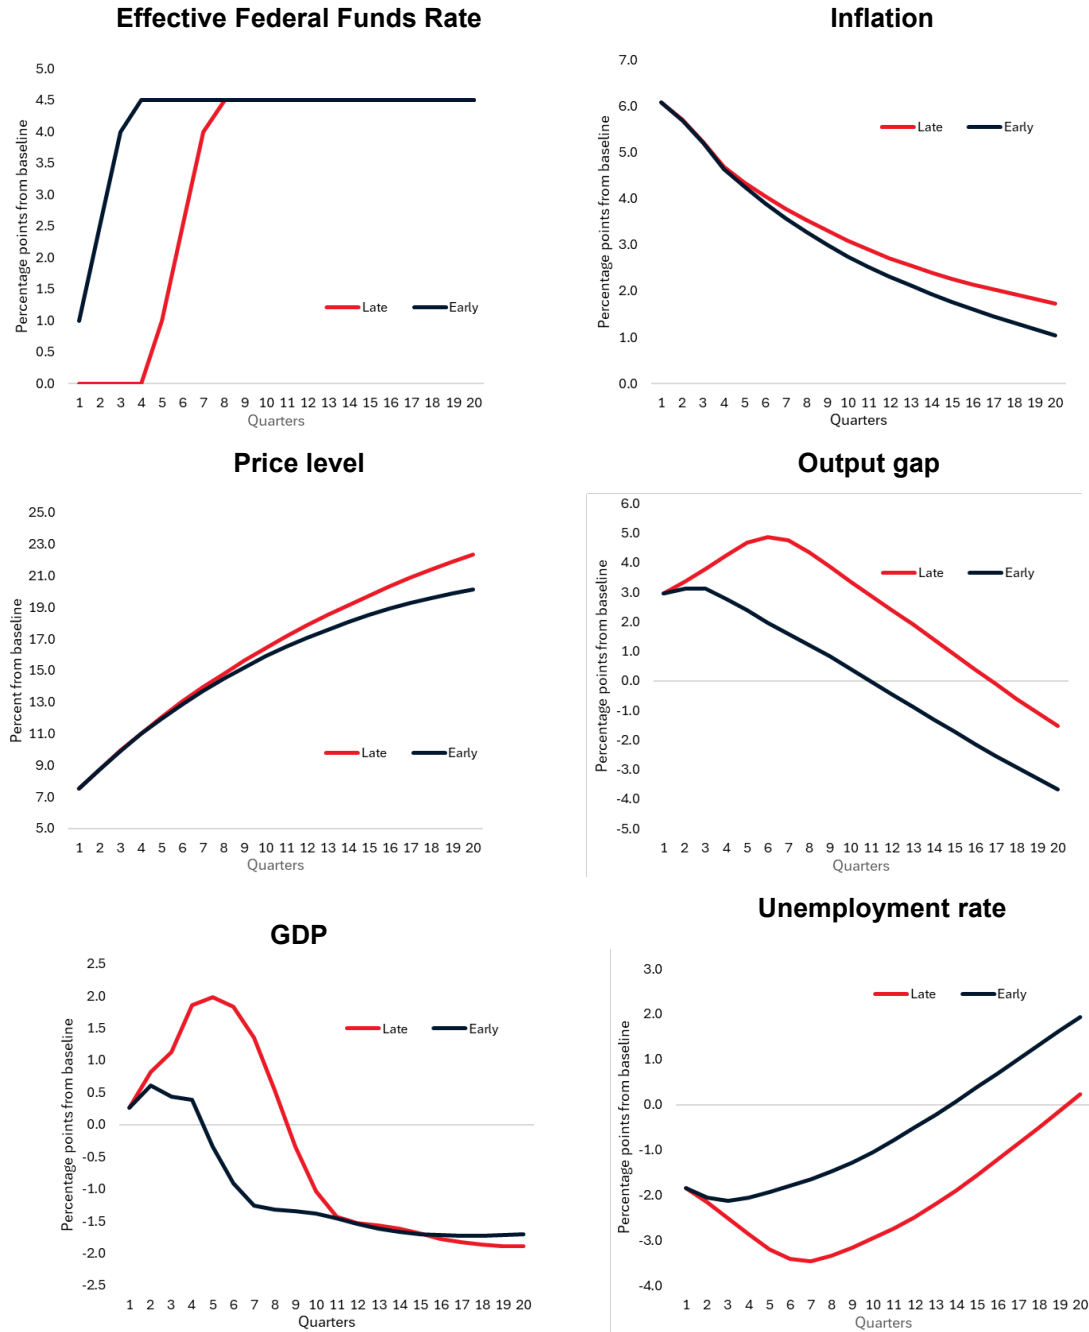 Effective Federal Funds Rate
Percentage points from baseline
5.0
4.5
4.0
3.5
3.0
2.5
2.0
1.5
1.0
0.5
0.0
Late Early
1 2 3 4 5 6 7 8 9 10 11 12 13 14 15 16 17 18 19 20
Quarters
Inflation
Percentage points from baseline
7.0
6.0
5.0
4.0
3.0
2.0
1.0
0.0
Late Early
1 2 3 4 5 6 7 8 9 10 11 12 13 14 15 16 17 18 19 20
Quarters
Price level
Percent from baseline
25.0
23.0
21.0
19.0
17.0
15.0
13.0
11.0
9.0
7.0
5.0
Late Early
1 2 3 4 5 6 7 8 9 10 11 12 13 14 15 16 17 18 19 20
Quarters
Output gap
Percentage points from baseline
6.0
5.0
4.0
3.0
2.0
1.0
0.0
-1.0
-2.0
-3.0
-4.0
-5.0
Late Early
1 2 3 4 5 6 7 8 9 10 11 12 13 14 15 16 17 18 19 20
Quarters
GDP
Percentage points from baseline
2.5
2.0
1.5
1.0
0.5
0.0
-0.5
-1.0
-1.5
-2.0
-2.5
Late Early
1 2 3 4 5 6 7 8 9 10 11 12 13 14 15 16 17 18 19 20
Quarters
Unemployment rate
Percentage points from baseline
3.0
2.0
1.0
0.0
-1.0
-2.0
-3.0
-4.0
Late Early
1 2 3 4 5 6 7 8 9 10 11 12 13 14 15 16 17 18 19 20
Quarters